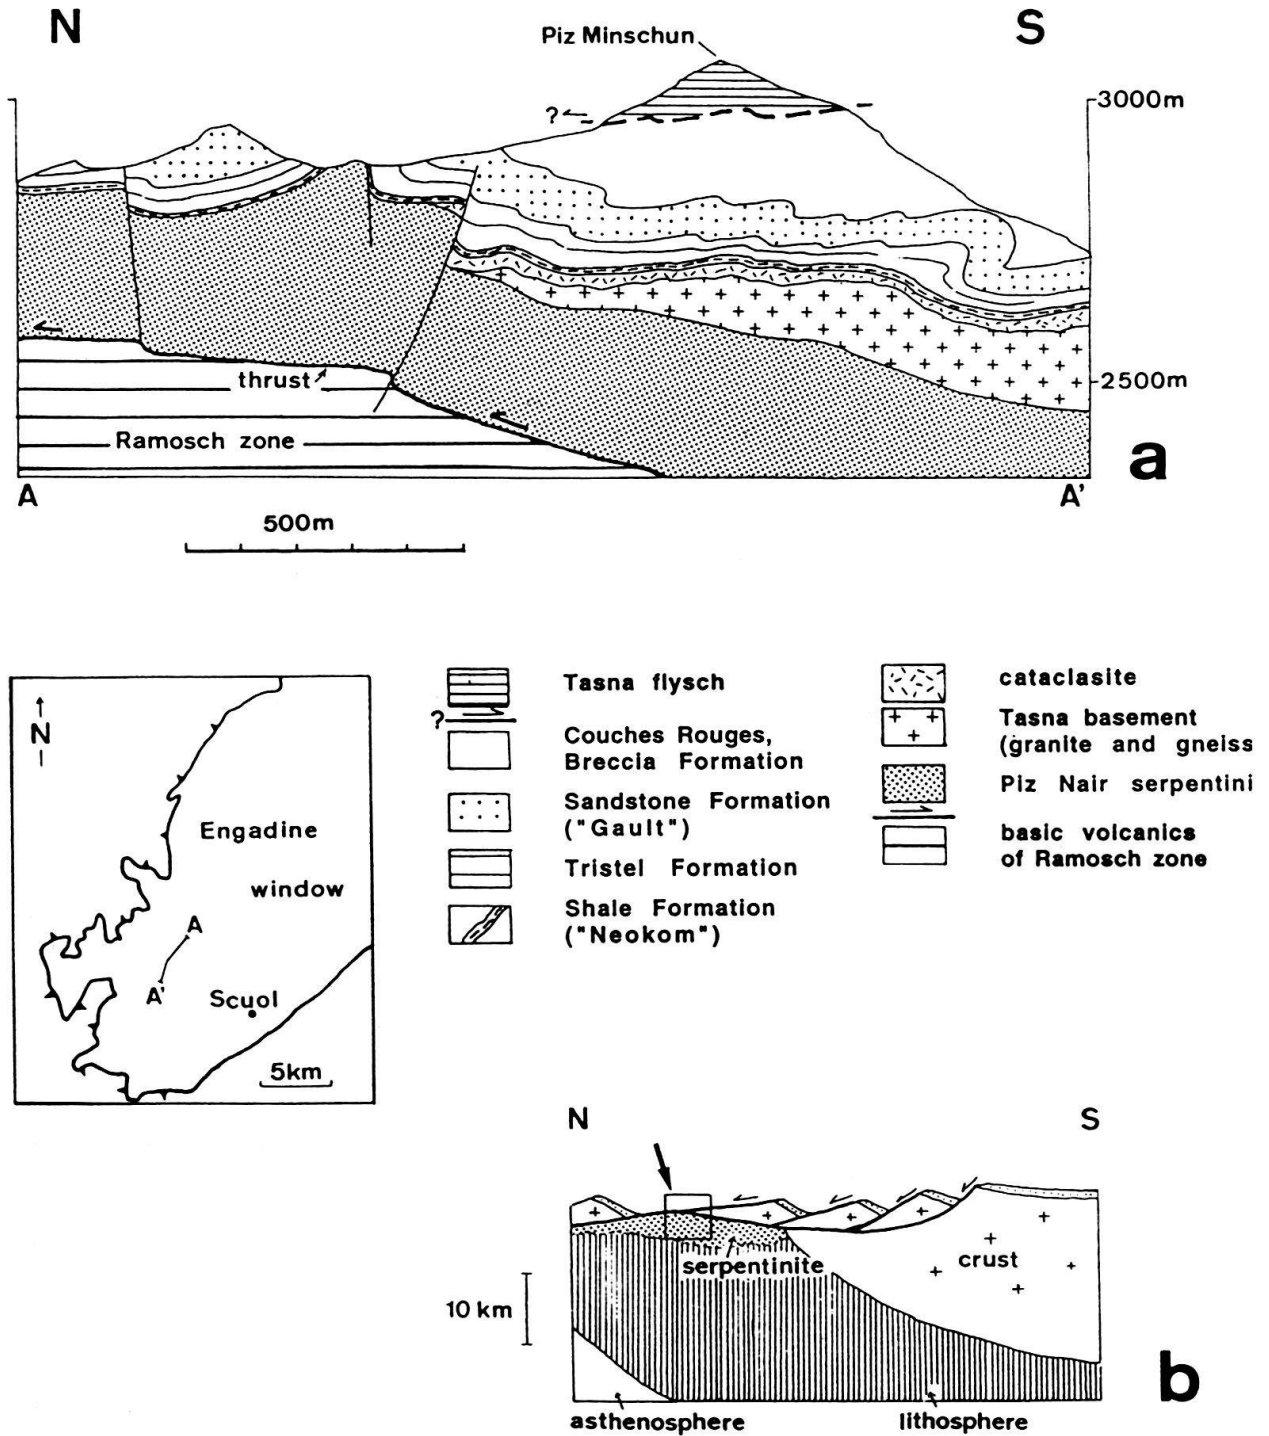 N
S
Piz Minschun
3000m
?
thrust
2500m
Ramosch zone
a
A
A'
500m
N
Engadine
window
A
A'
Scuol
5km
Tasna flysch
?
Couches Rouges,
Breccia Formation
Sandstone Formation
("Gault")
Tristel Formation
Shale Formation
("Neokom")
cataclasite
Tasna basement
(granite and gneiss
Piz Nair serpentini
basic volcanics
of Ramosch zone
N
S
serpentinite
crust
10 km
b
asthenosphere
lithosphere